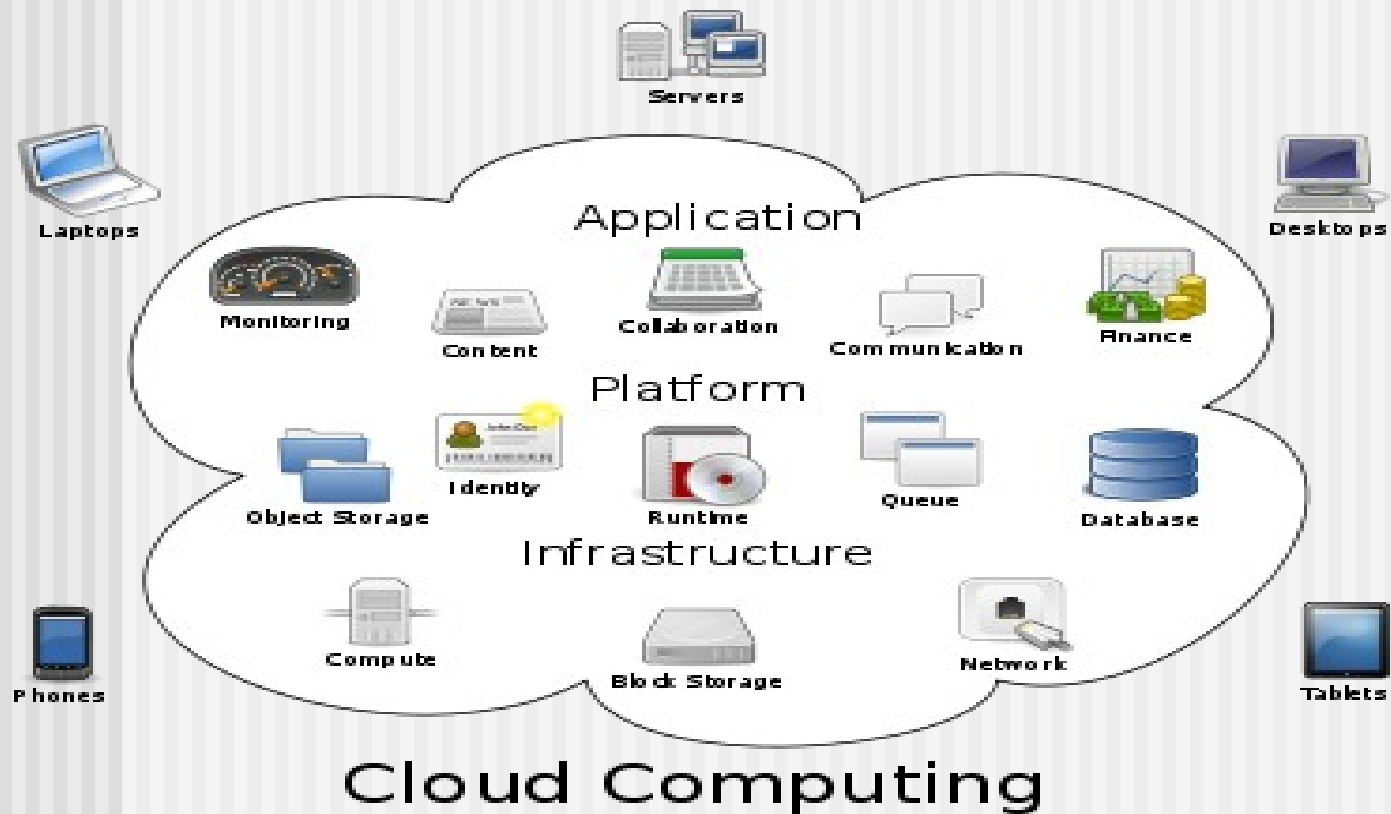 Servers
Laptops
Desktops
Application
Monitoring
Content
Collaboration
Communication
Finance
Platform
Object Storage
Identity
Runtime
Queue
Database
Infrastructure
Compute
Block Storage
Network
Phones
Tablets
Cloud Computing